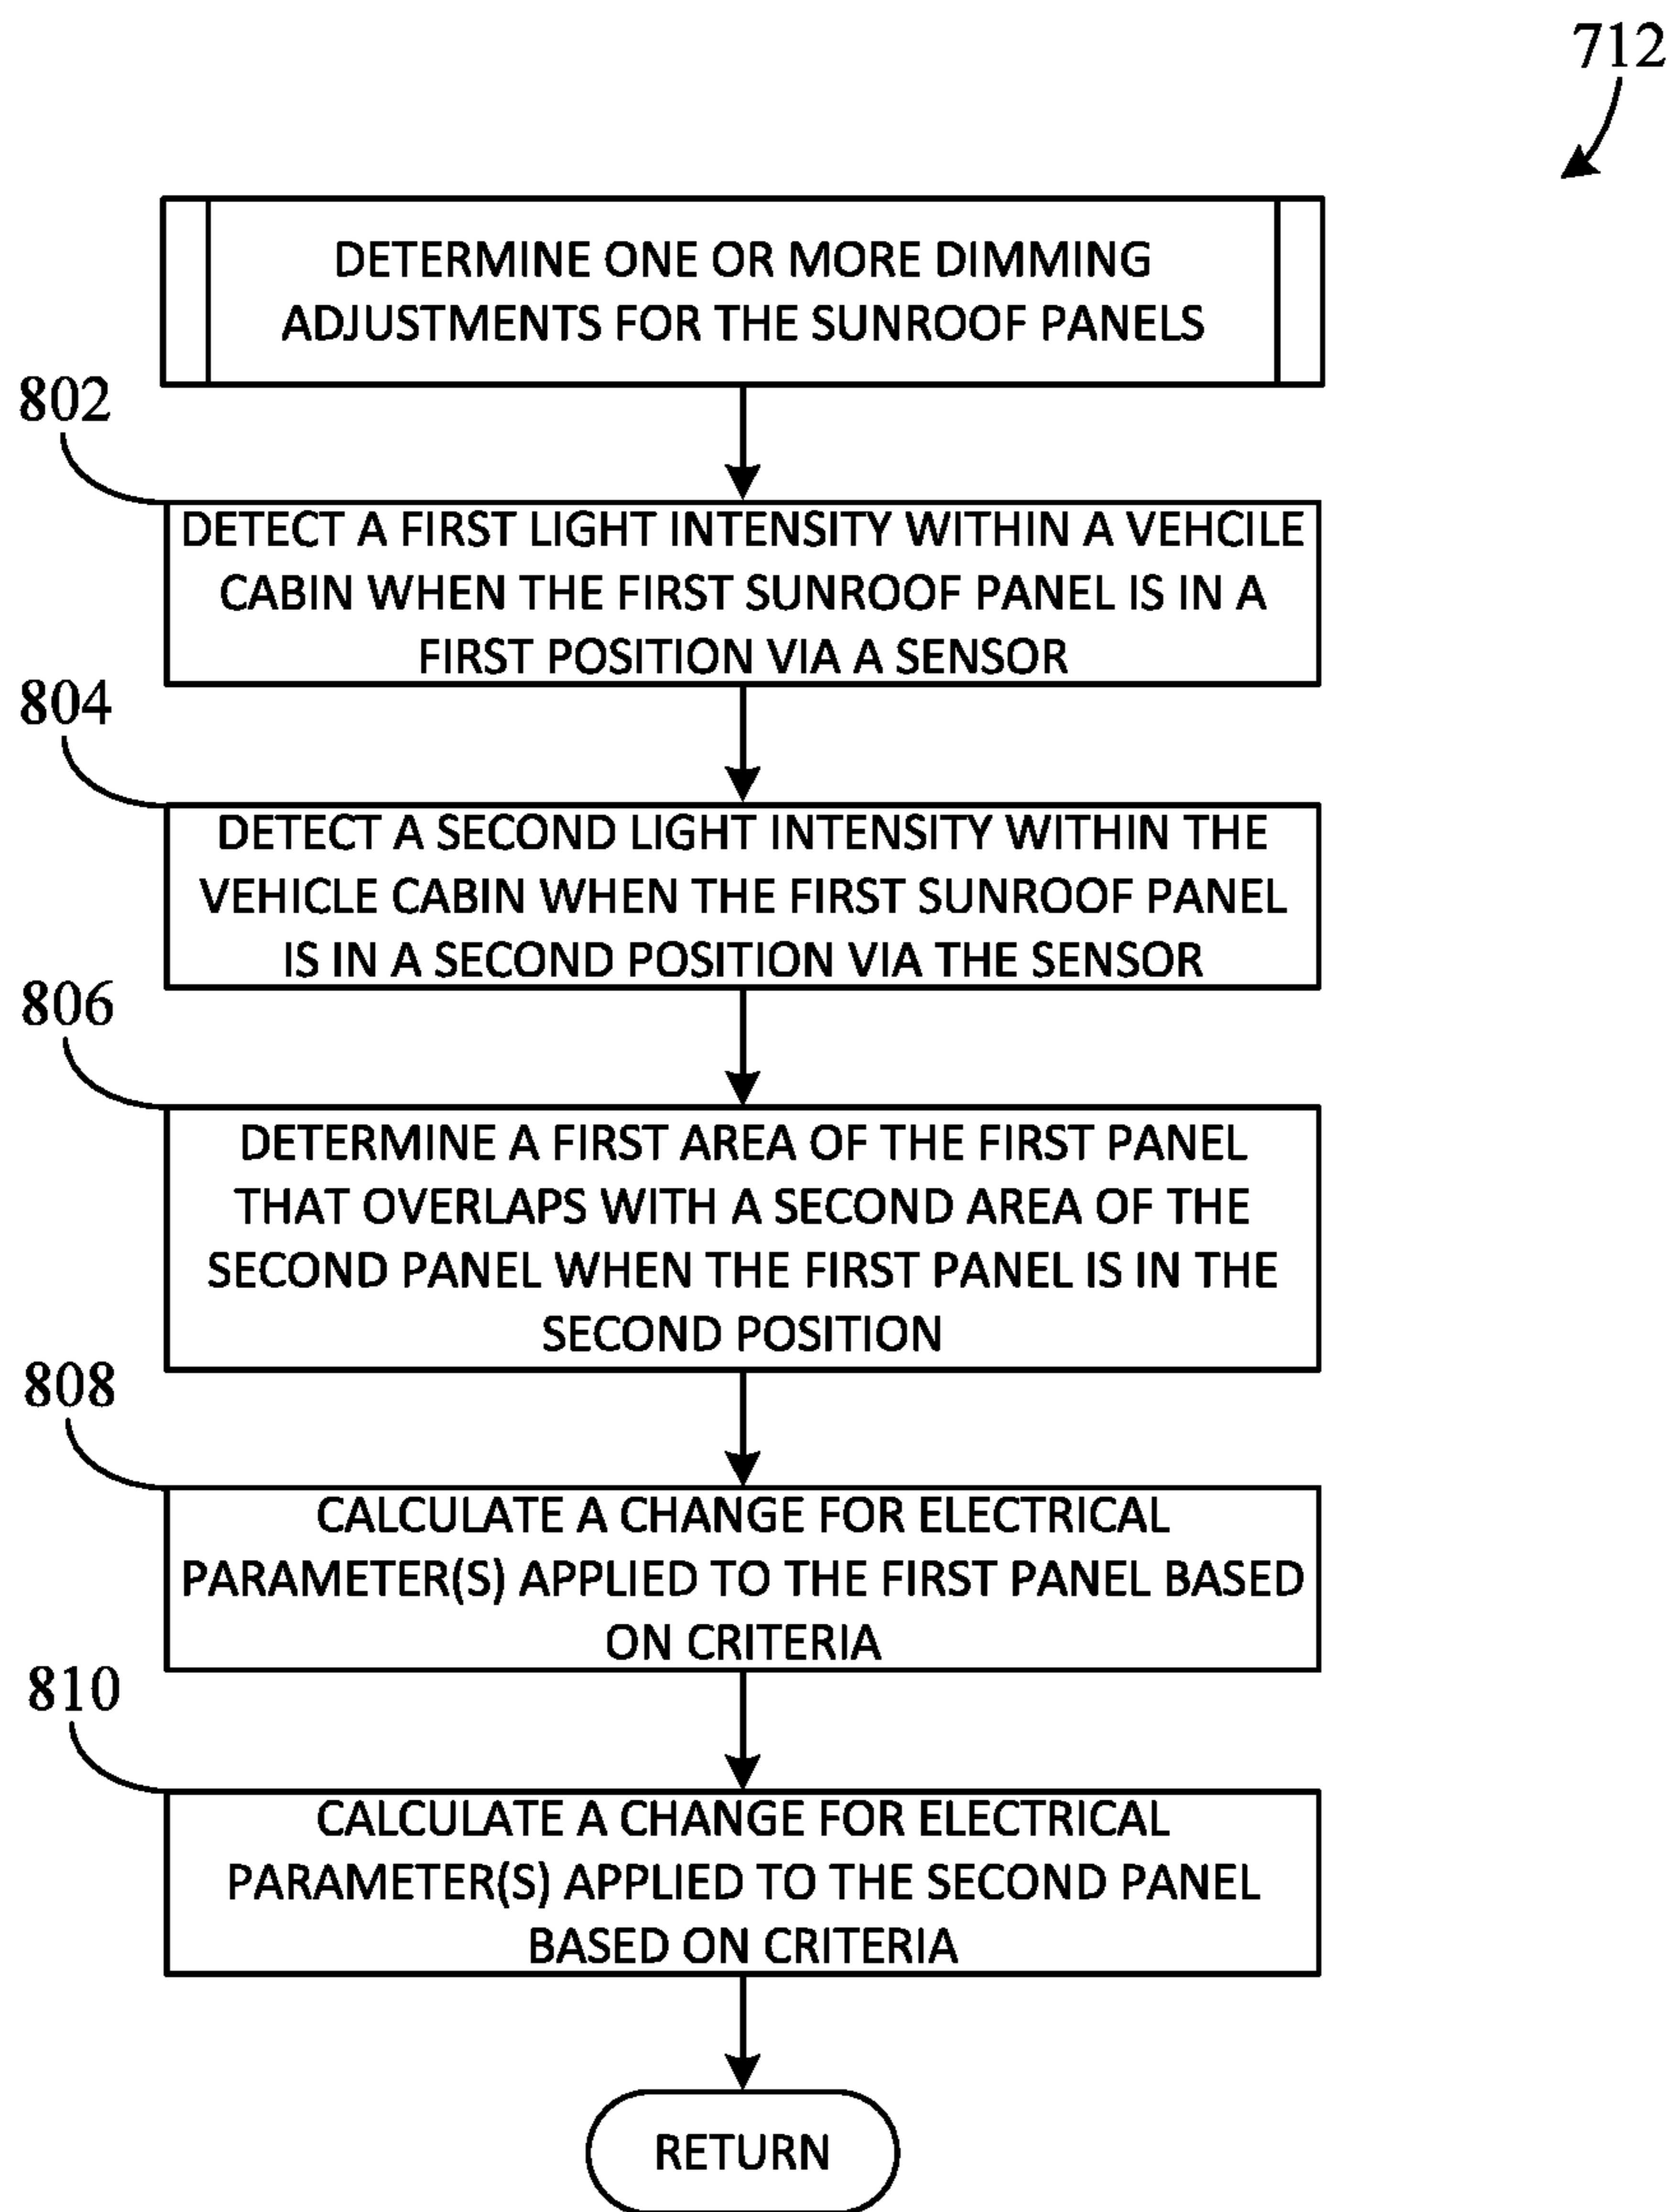 712
DETERMINE ONE OR MORE DIMMING
ADJUSTMENTS FOR THE SUNROOF PANELS
802
DETECT A FIRST LIGHT INTENSITY WITHIN A VEHCILE
CABIN WHEN THE FIRST SUNROOF PANEL IS IN A
FIRST POSITION VIA A SENSOR
804
DETECT A SECOND LIGHT INTENSITY WITHIN THE
VEHICLE CABIN WHEN THE FIRST SUNROOF PANEL
IS IN A SECOND POSITION VIA THE SENSOR
806
DETERMINE A FIRST AREA OF THE FIRST PANEL
THAT OVERLAPS WITH A SECOND AREA OF THE
SECOND PANEL WHEN THE FIRST PANEL IS IN THE
SECOND POSITION
808
CALCULATE A CHANGE FOR ELECTRICAL
PARAMETER(S) APPLIED TO THE FIRST PANEL BASED
ON CRITERIA
810
CALCULATE A CHANGE FOR ELECTRICAL
PARAMETER(S) APPLIED TO THE SECOND PANEL
BASED ON CRITERIA
RETURN